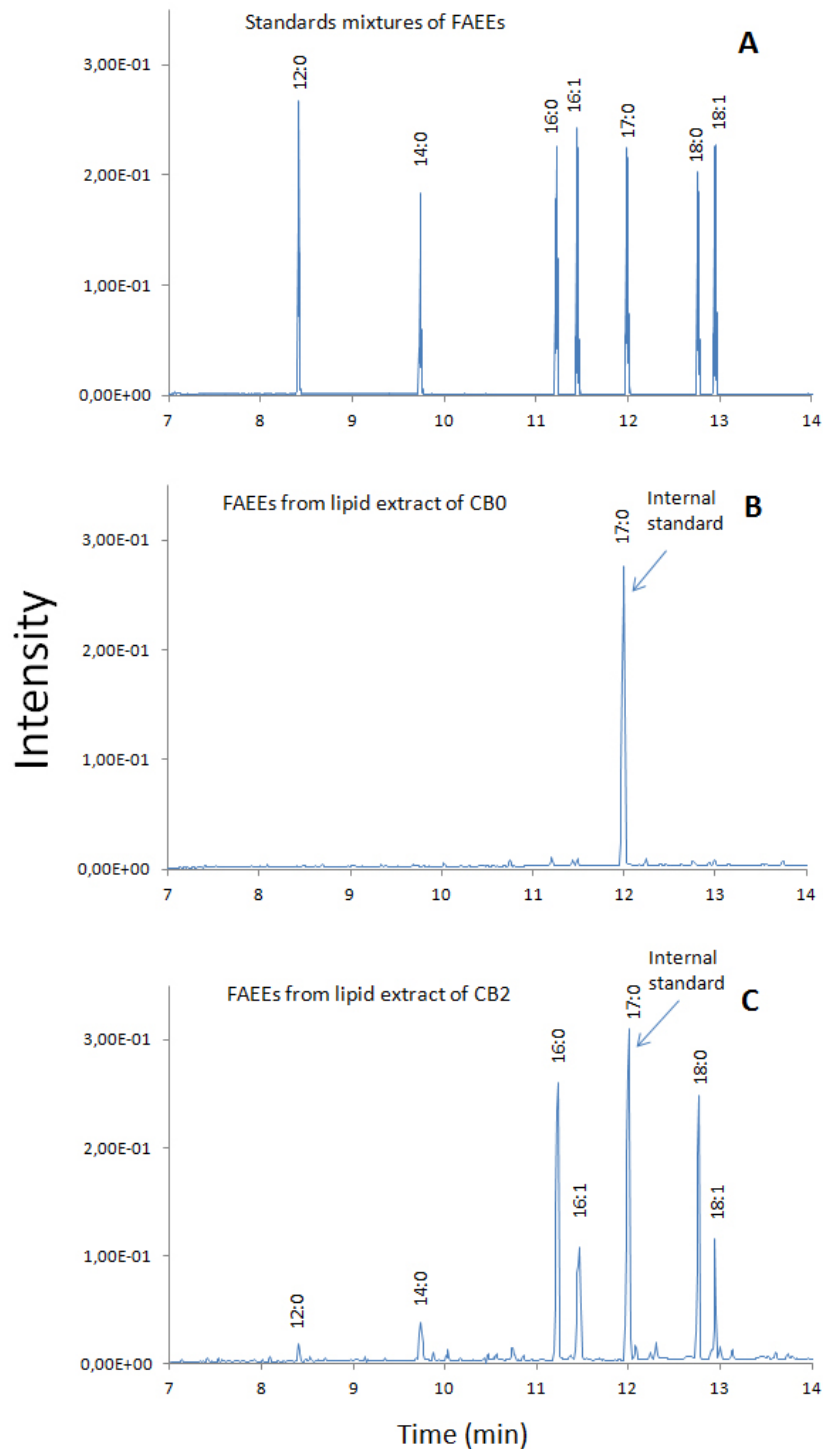 Standards mixtures of FAEEs
A
3,00E-01
2,00E-01
1,00E-01
0,00E+00
12:0
14:0
16:0
16:1
17:0
18:0
18:1
7 8 9 10 11 12 13 14
FAEEs from lipid extract of CB0
Internal
standard
B
17:0
3,00E-01
2,00E-01
1,00E-01
0,00E+00
7 8 9 10 11 12 13 14
Intensity
FAEEs from lipid extract of CB2
Internal
standard
C
3,00E-01
2,00E-01
1,00E-01
0,00E+00
12:0
14:0
16:0
16:1
17:0
18:0
18:1
7 8 9 10 11 12 13 14
Time (min)